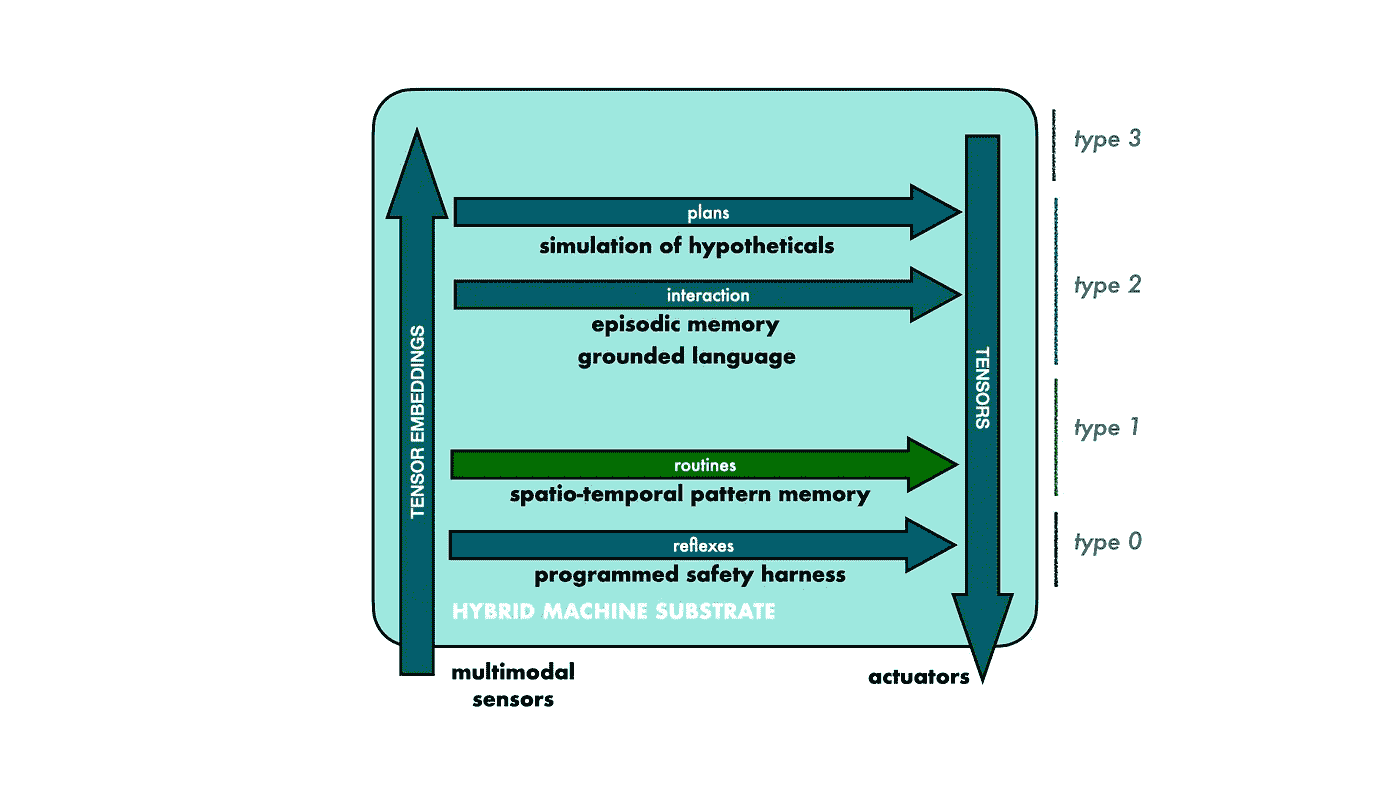 type 3
plans
simulation of hypotheticals
interaction
type 2
episodic memory
grounded language
TENSOR EMBEDDINGS
TENSORS
type 1
routines
spatio-temporal pattern memory
reflexes
type 0
programmed safety harness
HYBRID MACHINE SUBSTRATE
multimodal
sensors
actuators